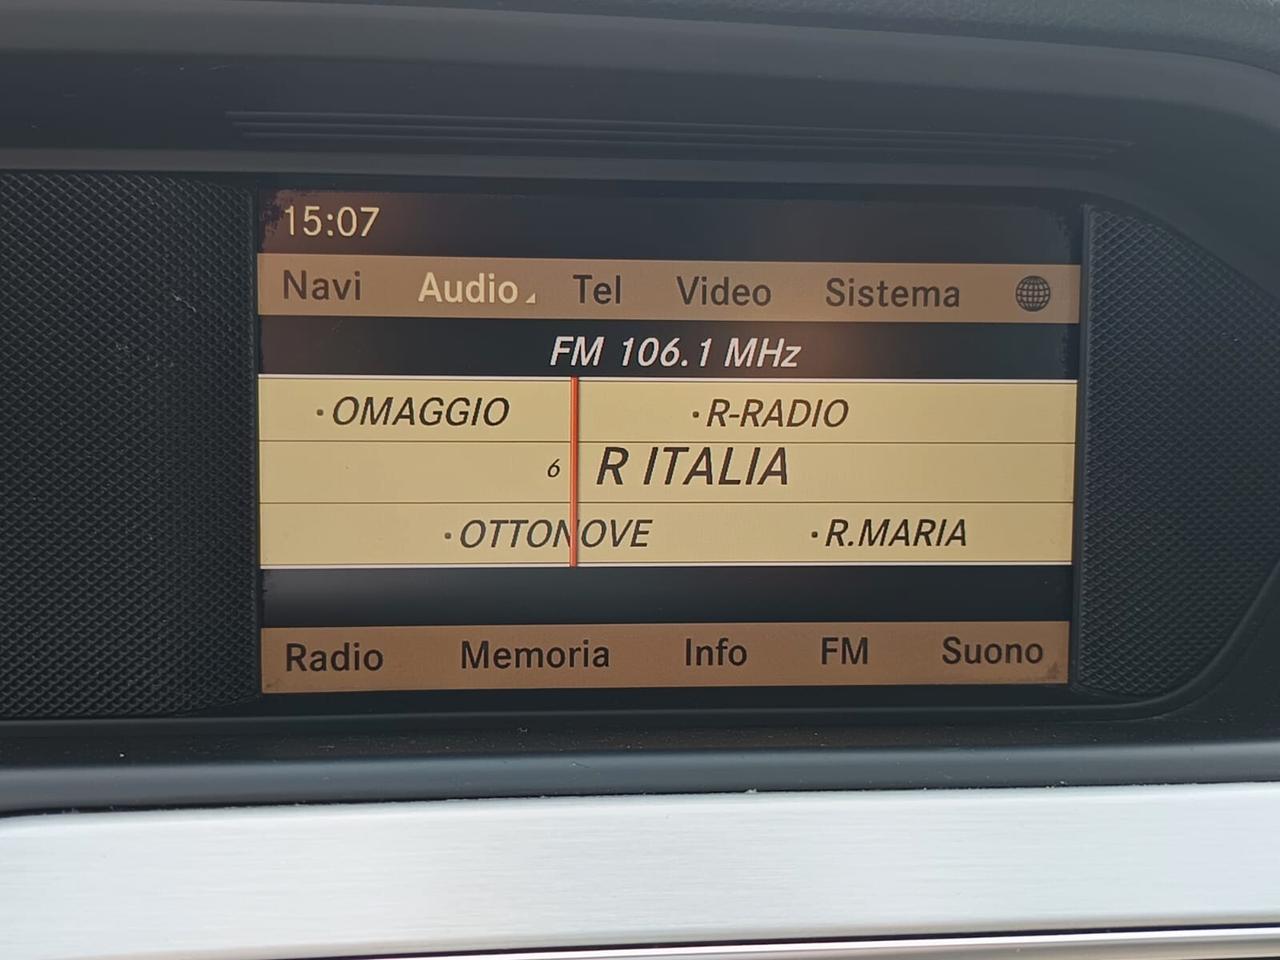 15:07
Navi Audio Tel Video Sistema
FM 106.1 MHz
·OMAGGIO ·R-RADIO
6 R ITALIA
·OTTONOVE ·R.MARIA
Radio Memoria Info FM Suono